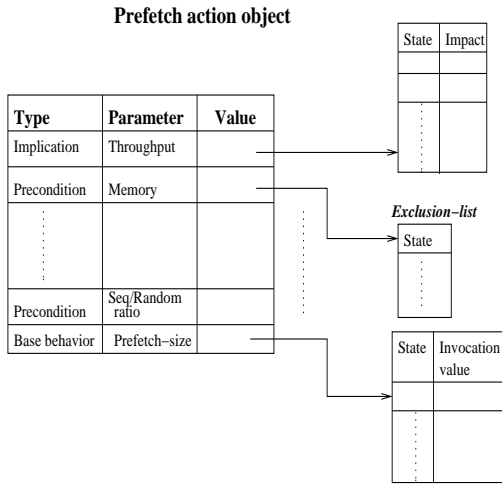 Prefetch action object
State Impact
Type Parameter Value
Implication Throughput
Precondition Memory
Exclusion−list
State
Precondition Seq/Random ratio
Base behavior Prefetch−size
State Invocation value